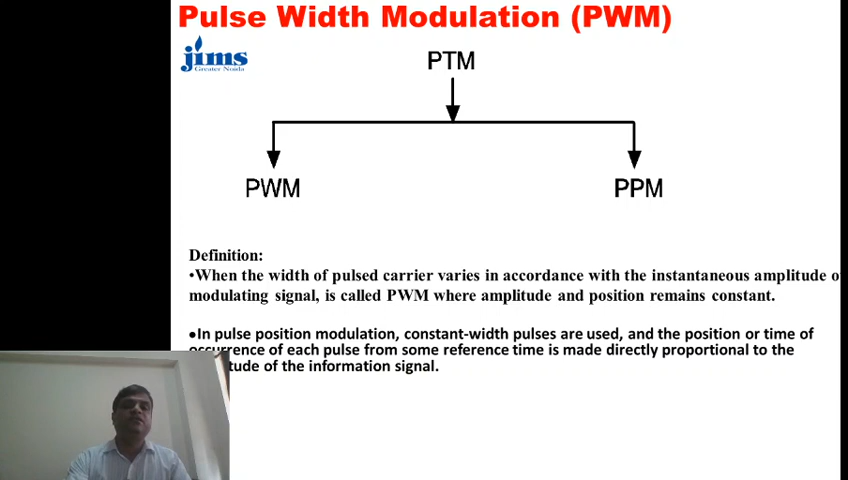 Pulse Width Modulation (PWM)
jims
Greater Noida
PTM
PWM
PPM
Definition:
•When the width of pulsed carrier varies in accordance with the instantaneous amplitude
modulating signal, is called PWM where amplitude and position remains constant.
•In pulse position modulation, constant-width pulses are used, and the position or time of
occurrence of each pulse from some reference time is made directly proportional to the
of the information signal.